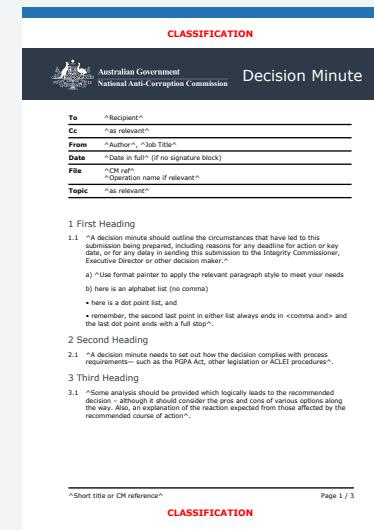 CLASSIFICATION
Australian Government
National Anti-Corruption Commission
Decision Minute
To ^Recipient^
Cc ^as relevant^
From ^Author^, ^Job Title^
Date ^Date in full^ (if no signature block)
File ^CM ref^
^Operation name if relevant^
Topic ^as relevant^
1 First Heading
1.1 ^A decision minute should outline the circumstances that have led to this
submission being prepared, including reasons for any deadline for action or key
date, or for any delay in sending this submission to the Integrity Commissioner,
Executive Director or other decision maker.^
a) ^Use format painter to apply the relevant paragraph style to meet your needs
b) here is an alphabet list (no comma)
• here is a dot point list, and
• remember, the second last point in either list always ends in <comma and> and
the last dot point ends with a full stop^.
2 Second Heading
2.1 ^A decision minute needs to set out how the decision complies with process
requirements— such as the PGPA Act, other legislation or ACLEI procedures^.
3 Third Heading
3.1 ^Some analysis should be provided which logically leads to the recommended
decision – although it should consider the pros and cons of various options along
the way. Also, an explanation of the reaction expected from those affected by the
recommended course of action^.
^Short title or CM reference^ Page 1 / 3
CLASSIFICATION